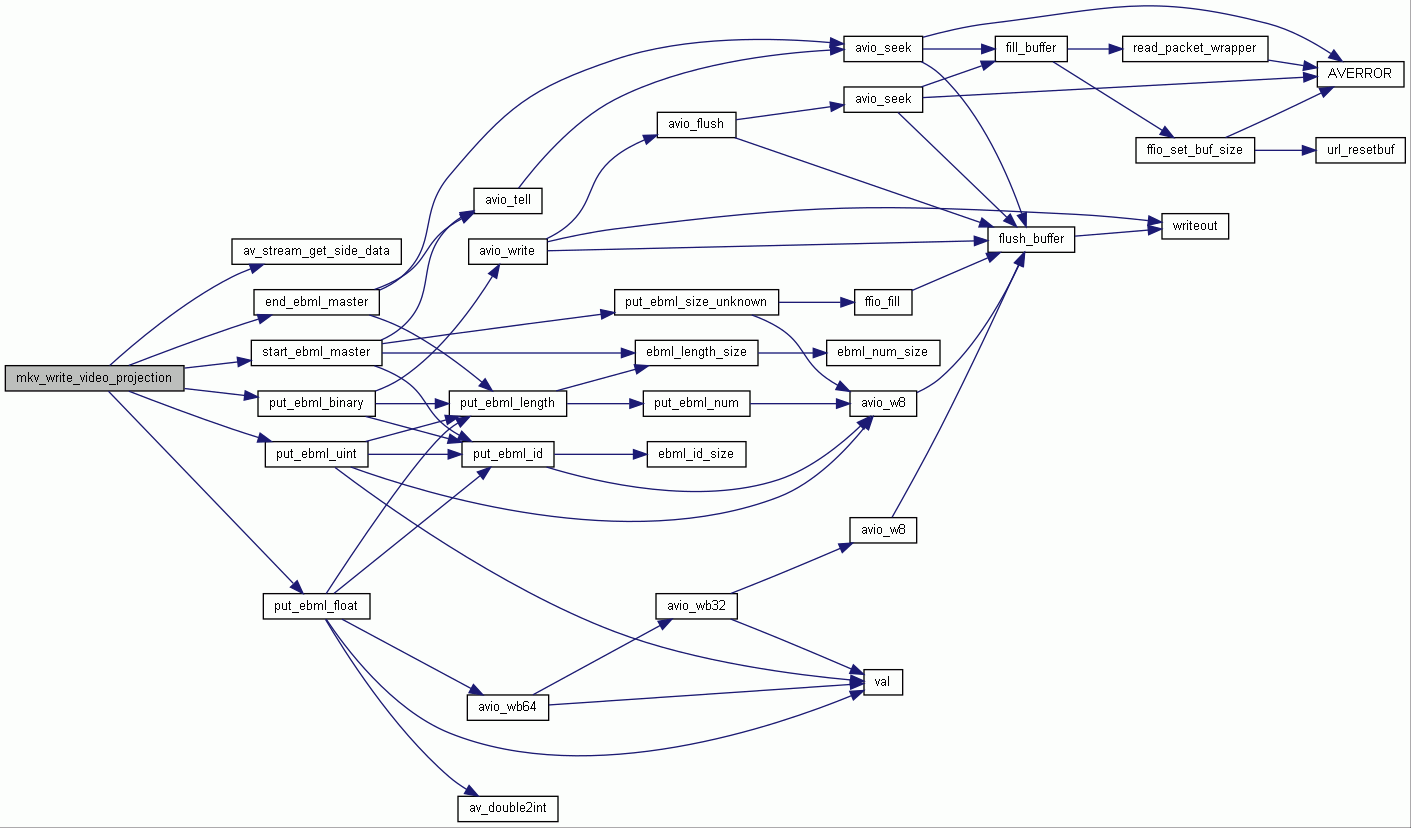 avio_seek
fill_buffer
read_packet_wrapper
AVERROR
avio_seek
avio_flush
ffio_set_buf_size
url_resetbuf
avio_tell
writeout
av_stream_get_side_data
avio_write
flush_buffer
end_ebml_master
put_ebml_size_unknown
ffio_fill
start_ebml_master
ebml_length_size
ebml_num_size
mkv_write_video_projection
put_ebml_binary
put_ebml_length
put_ebml_num
avio_w8
put_ebml_uint
put_ebml_id
ebml_id_size
avio_w8
put_ebml_float
avio_wb32
val
avio_wb64
av_double2int